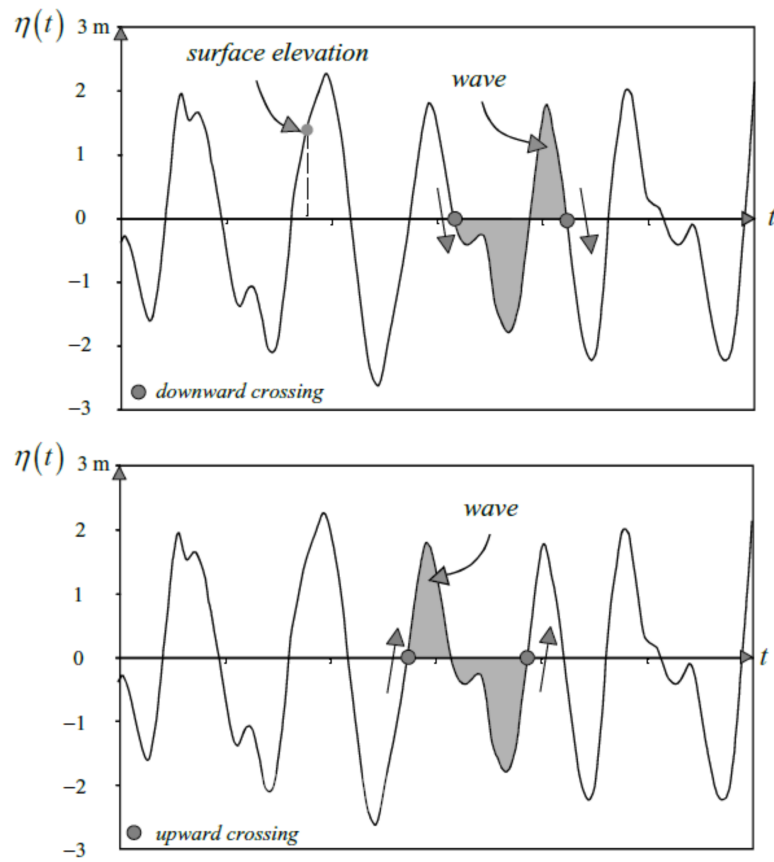 η(t)
3 m
surface elevation
wave
2
1
0
t
−1
−2
−3
downward crossing
η(t)
3 m
wave
2
1
0
t
−1
−2
−3
upward crossing